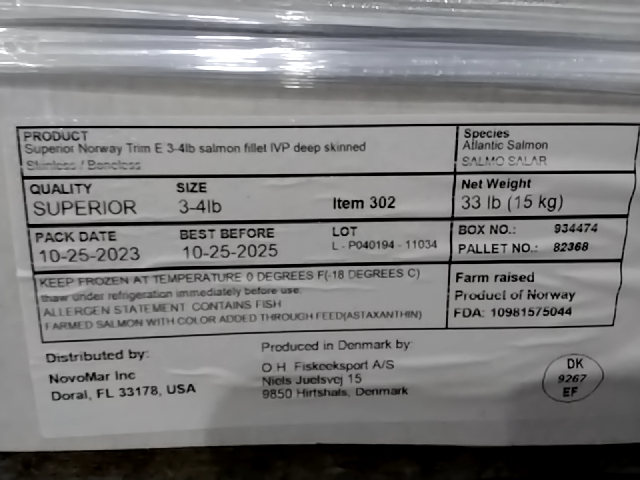 PRODUCT
Superior Norway Trim E 3-4lb salmon fillet IVP deep skinned
Skinless / Boneless
Species
Atlantic Salmon
SALMO SALAR
QUALITY
SUPERIOR
SIZE
3-4lb
Item 302
Net Weight
33 lb (15 kg)
PACK DATE
10-25-2023
BEST BEFORE
10-25-2025
LOT
L - P040194 - 11034
BOX NO.: 934474
PALLET NO.: 82368
KEEP FROZEN AT TEMPERATURE 0 DEGREES F(-18 DEGREES C)
thaw under refrigeration immediately before use.
ALLERGEN STATEMENT CONTAINS FISH
FARMED SALMON WITH COLOR ADDED THROUGH FEED(ASTAXANTHIN)
Farm raised
Product of Norway
FDA: 10981575044
Distributed by:
NovoMar Inc
Doral, FL 33178, USA
Produced in Denmark by:
O.H. Fiskeeksport A/S
Niels Juelsvej 15
9850 Hirtshals, Denmark
DK
9267
EF